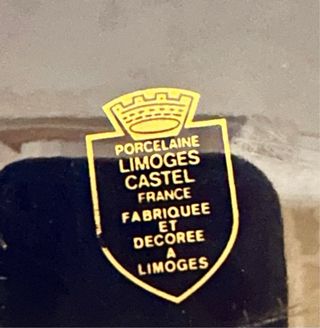 PORCELAINE
LIMOGES
CASTEL
FRANCE
FABRIQUEE
ET
DECOREE
A
LIMOGES